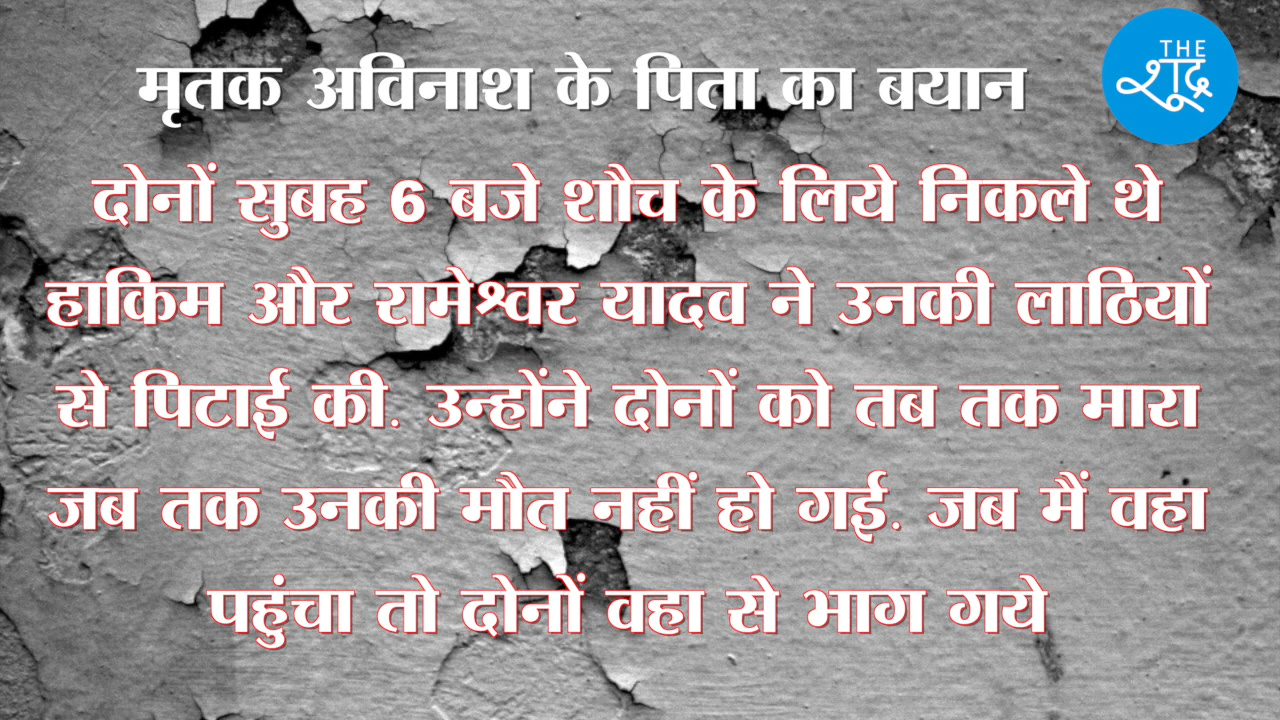 THE
शूद्र
मृतक अविनाश के पिता का बयान
दोनों सुबह 6 बजे शौच के लिये निकले थे
हाकिम और रामेश्वर यादव ने उनकी लाठियों
से पिटाई की. उन्होंने दोनों को तब तक मारा
जब तक उनकी मौत नहीं हो गई. जब मैं वहा
पहुंचा तो दोनों वहा से भाग गये